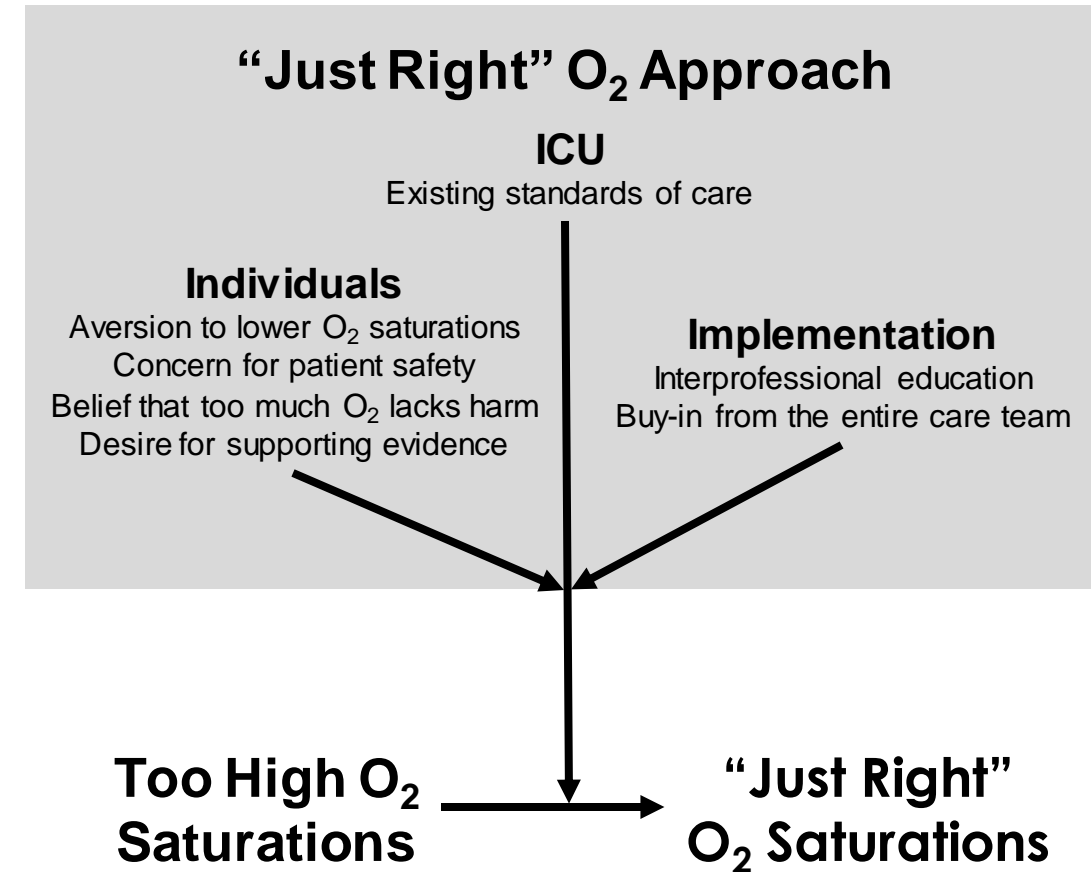 “Just Right” O₂ Approach
ICU
Existing standards of care
Individuals
Aversion to lower O₂ saturations
Concern for patient safety
Belief that too much O₂ lacks harm
Desire for supporting evidence
Implementation
Interprofessional education
Buy-in from the entire care team
Too High O₂
Saturations
“Just Right”
O₂ Saturations